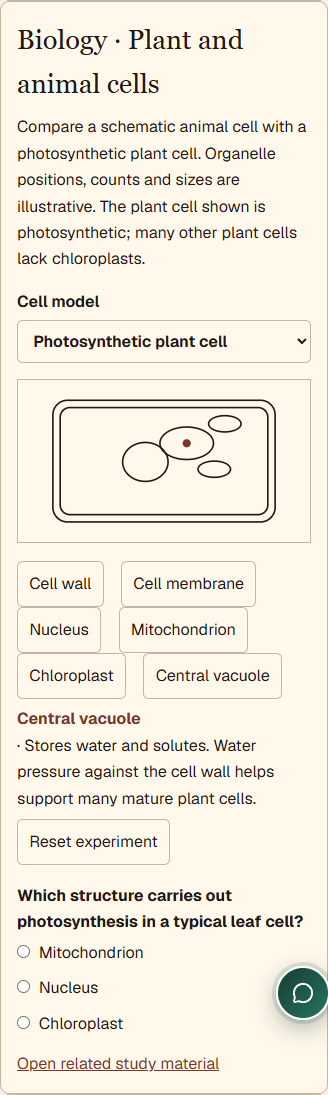 Biology · Plant and
animal cells
Compare a schematic animal cell with a
photosynthetic plant cell. Organelle
positions, counts and sizes are
illustrative. The plant cell shown is
photosynthetic; many other plant cells
lack chloroplasts.
Cell model
Photosynthetic plant cell
Cell wall
Cell membrane
Nucleus
Mitochondrion
Chloroplast
Central vacuole
Central vacuole
· Stores water and solutes. Water
pressure against the cell wall helps
support many mature plant cells.
Reset experiment
Which structure carries out
photosynthesis in a typical leaf cell?
Mitochondrion
Nucleus
Chloroplast
Open related study material